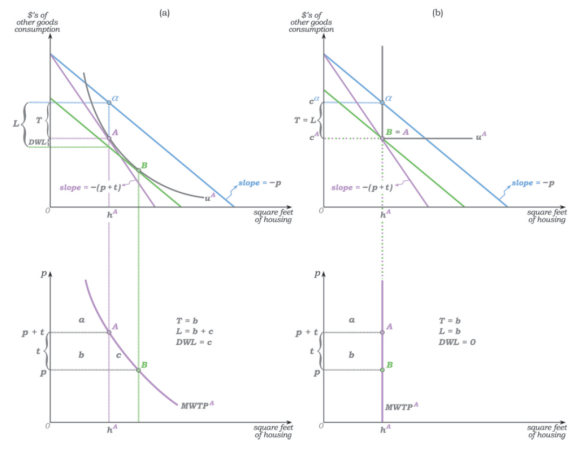 (a)
$'s of
other goods
consumption
α
L
T
A
DWL
B
slope = −(p + t)
slope = −p
u^A
0
h^A
square feet
of housing
(b)
$'s of
other goods
consumption
c^α
α
T = L
c^A
B = A
u^A
slope = −(p + t)
slope = −p
0
h^A
square feet
of housing
p
a
T = b
L = b + c
DWL = c
p + t
A
t
b
c
p
B
MWTP^A
0
h^A
square feet
of housing
p
a
T = b
L = b
DWL = 0
p + t
A
t
b
p
B
MWTP^A
0
h^A
square feet
of housing